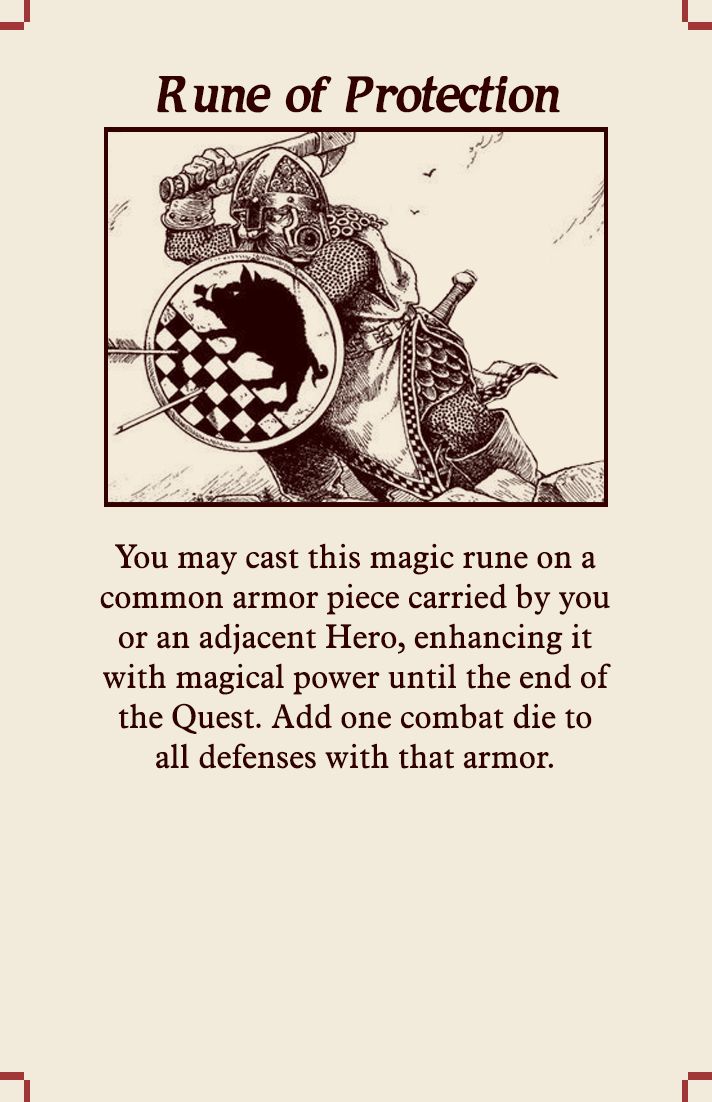 Rune of Protection
You may cast this magic rune on a
common armor piece carried by you
or an adjacent Hero, enhancing it
with magical power until the end of
the Quest. Add one combat die to
all defenses with that armor.